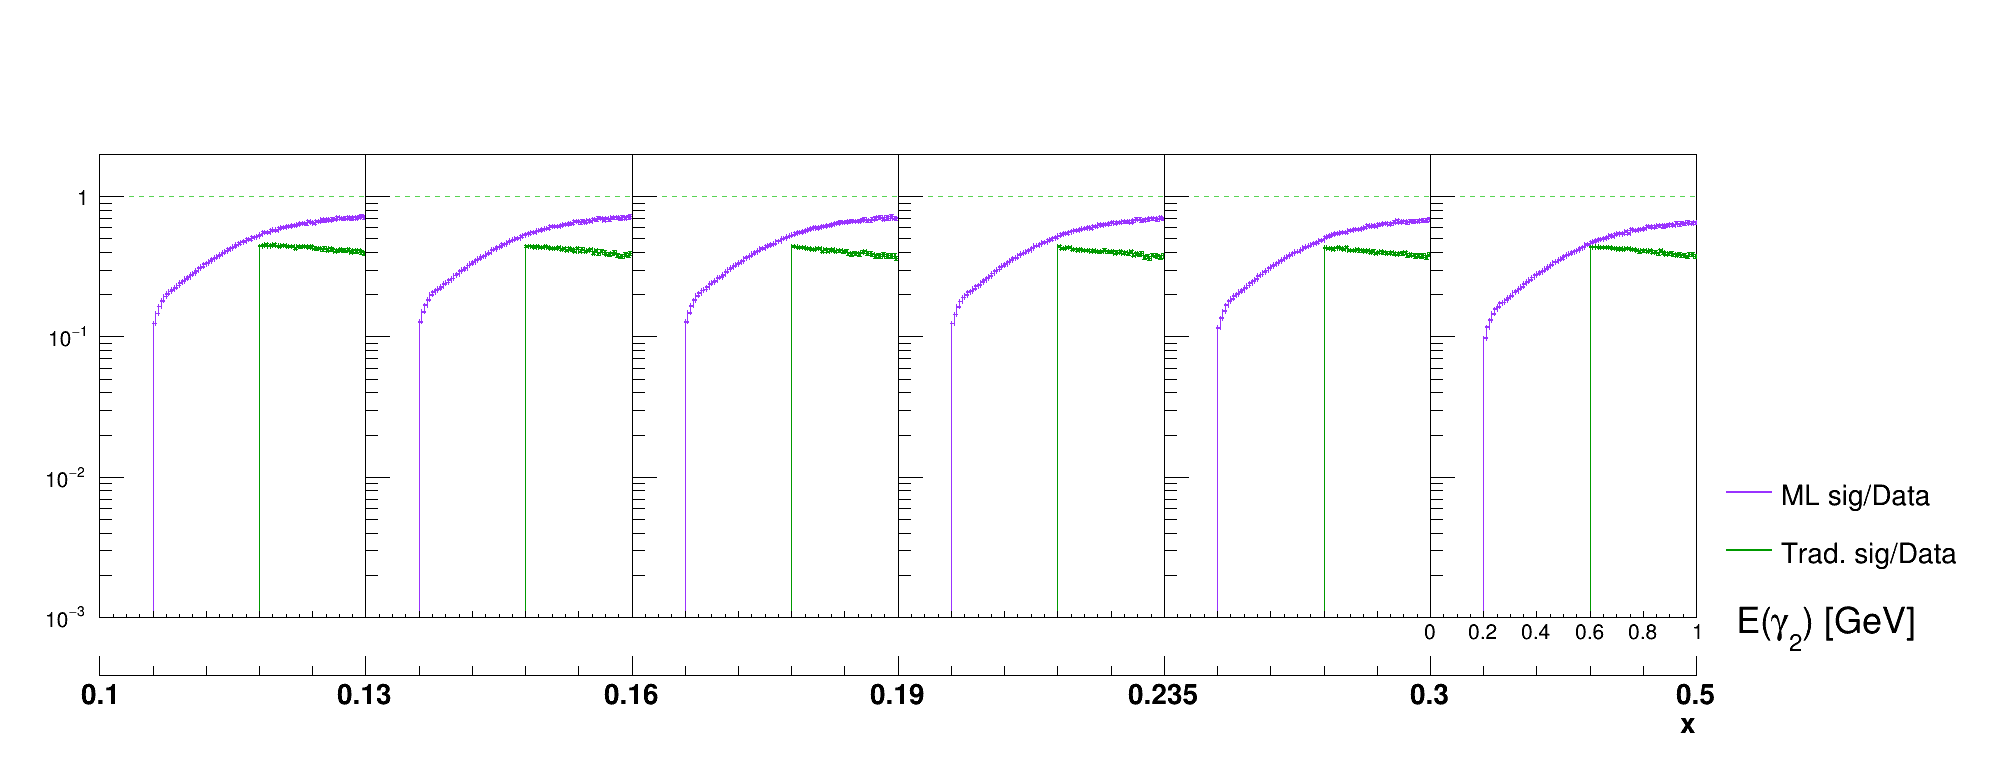 1
10⁻¹
10⁻²
10⁻³
ML sig/Data
Trad. sig/Data
E(γ₂) [GeV]
0 0.2 0.4 0.6 0.8 1
0.1 0.13 0.16 0.19 0.235 0.3 0.5
x